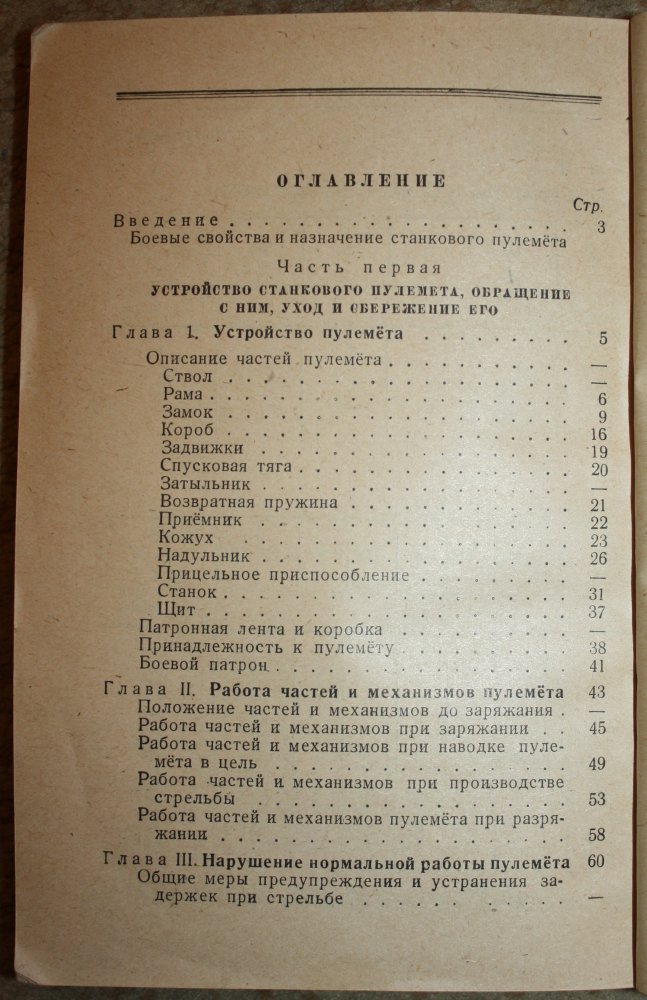 ОГЛАВЛЕНИЕ
Стр.
Введение . . . . . . . . . . . . . . . . . . . . 3
Боевые свойства и назначение станкового пулемёта
Часть первая
УСТРОЙСТВО СТАНКОВОГО ПУЛЕМЕТА, ОБРАЩЕНИЕ
С НИМ, УХОД И СБЕРЕЖЕНИЕ ЕГО
Глава I. Устройство пулемёта . . . . . . . . . 5
Описание частей пулемёта . . . . . . . . . . . . —
Ствол . . . . . . . . . . . . . . . . . . . —
Рама . . . . . . . . . . . . . . . . . . . 6
Замок . . . . . . . . . . . . . . . . . . . 9
Короб . . . . . . . . . . . . . . . . . . . 16
Задвижки . . . . . . . . . . . . . . . . . 19
Спусковая тяга . . . . . . . . . . . . . . . 20
Затыльник . . . . . . . . . . . . . . . . . —
Возвратная пружина . . . . . . . . . . . . 21
Приёмник . . . . . . . . . . . . . . . . . 22
Кожух . . . . . . . . . . . . . . . . . . 23
Надульник . . . . . . . . . . . . . . . . . 26
Прицельное приспособление . . . . . . . . —
Станок . . . . . . . . . . . . . . . . . . . 31
Щит . . . . . . . . . . . . . . . . . . . 37
Патронная лента и коробка . . . . . . . . . —
Принадлежность к пулемёту . . . . . . . . . 38
Боевой патрон . . . . . . . . . . . . . . . . 41
Глава II. Работа частей и механизмов пулемёта 43
Положение частей и механизмов до заряжания . —
Работа частей и механизмов при заряжании . . 45
Работа частей и механизмов при наводке пуле-
мёта в цель . . . . . . . . . . . . . . . . 49
Работа частей и механизмов при производстве
стрельбы . . . . . . . . . . . . . . . . . 53
Работа частей и механизмов пулемёта при разря-
жании . . . . . . . . . . . . . . . . . . . 58
Глава III. Нарушение нормальной работы пулемёта 60
Общие меры предупреждения и устранения за-
держек при стрельбе . . . . . . . . . . . —